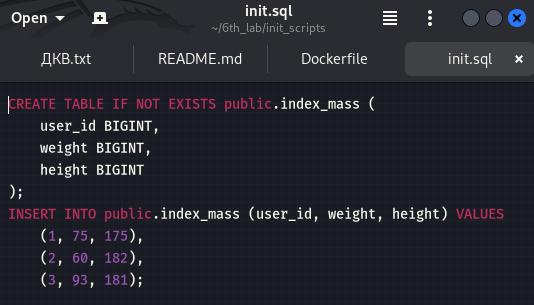 Open
init.sql
~/6th_lab/init_scripts
ДКВ.txt
README.md
Dockerfile
init.sql
CREATE TABLE IF NOT EXISTS public.index_mass (
    user_id BIGINT,
    weight BIGINT,
    height BIGINT
);
INSERT INTO public.index_mass (user_id, weight, height) VALUES
    (1, 75, 175),
    (2, 60, 182),
    (3, 93, 181);